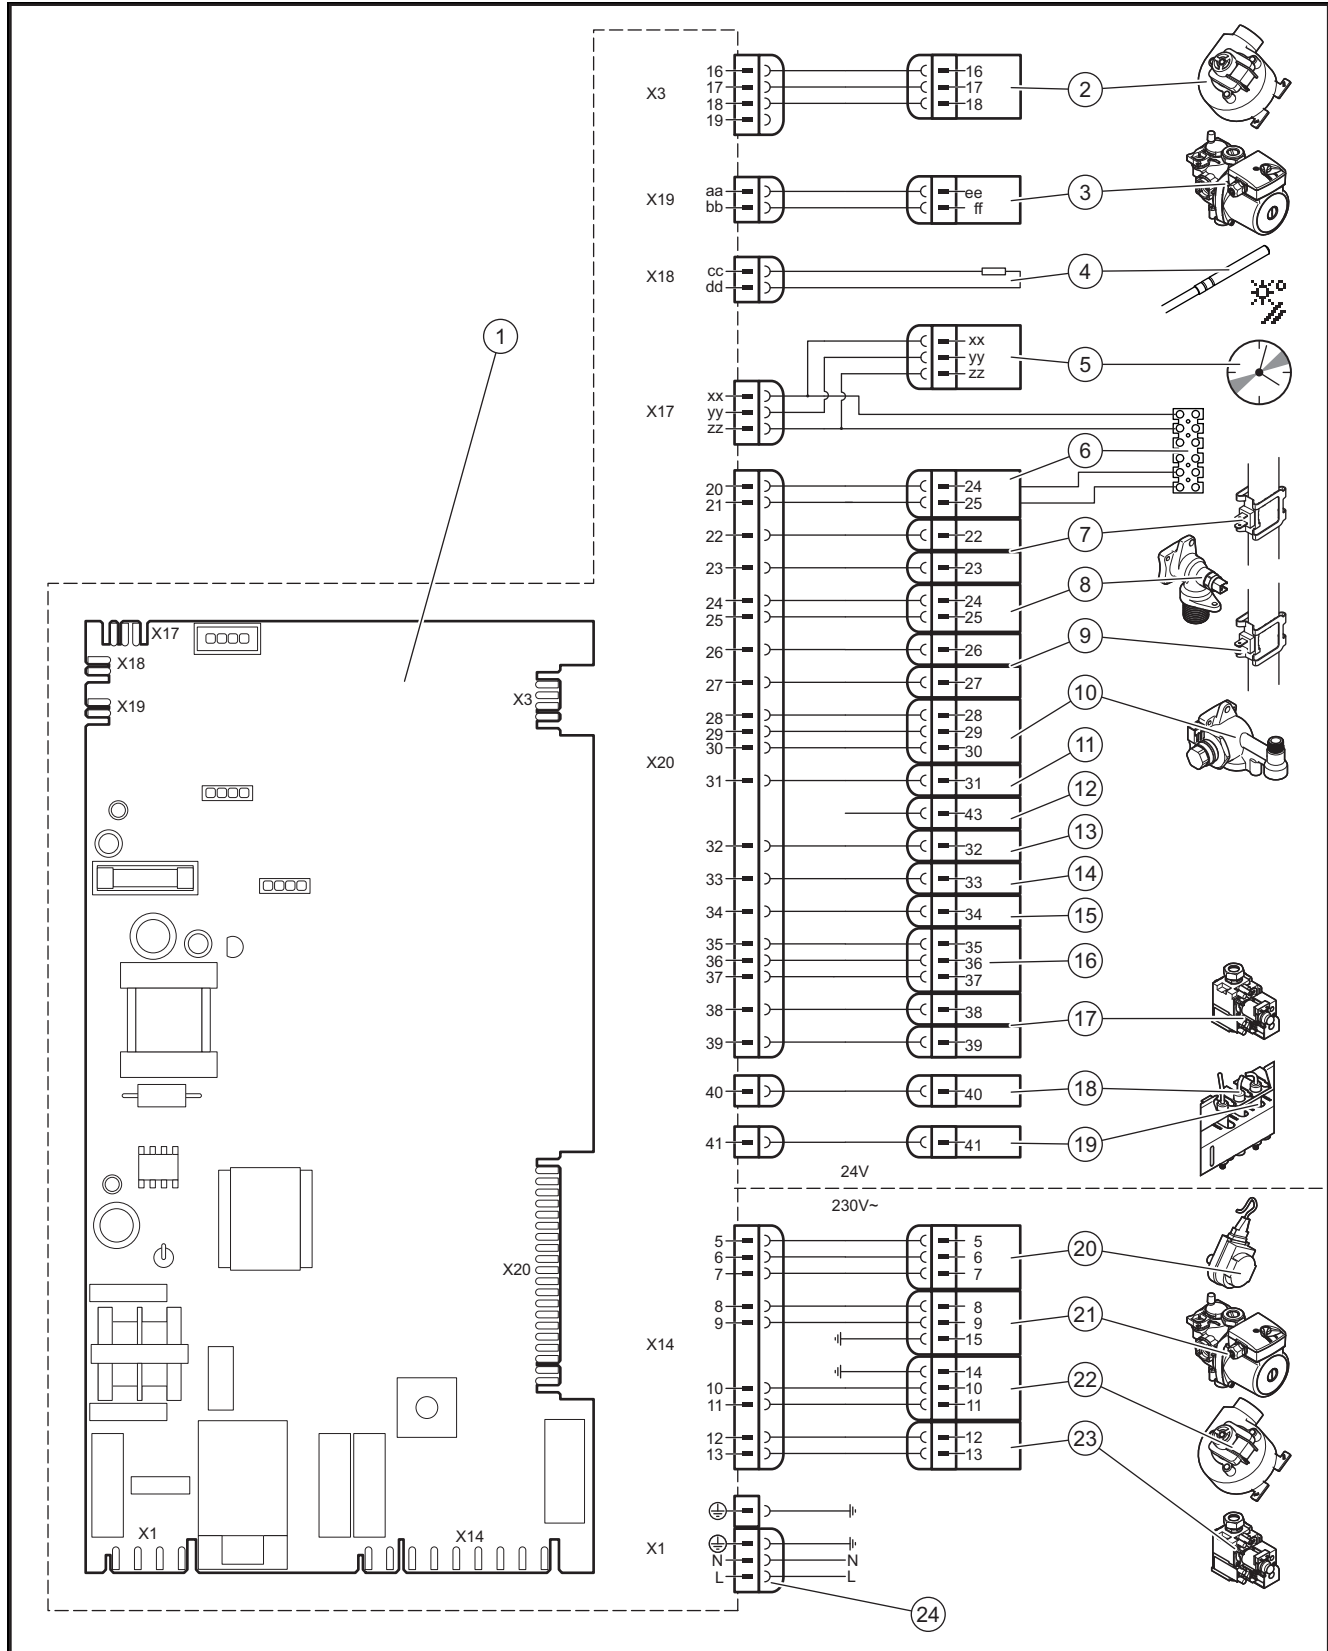 16 16
X3 17 17 2
18 18
19
aa ee
X19 bb ff 3
cc
X18 dd 4
1
xx
yy 5
zz
xx
X17 yy
zz
6
20 24
21 25
22 22 7
23 23
8
24 24
25 25
X17
26 26 9
X18
27 27
10
X19 X3
28 28
29 29
30 30
11
X20
31 31
12
43
13
32 32
14
33 33
34 34 15
35 35
36 36 16
37 37
38 38 17
39 39
40 40 18
41 41 19
24V
230V~
5 5
6 6 20
7 7
X20
8 8
9 9 21
15
X14
14
10 10 22
11 11
12 12 23
13 13
X1 X14
X1
N N
L L
24